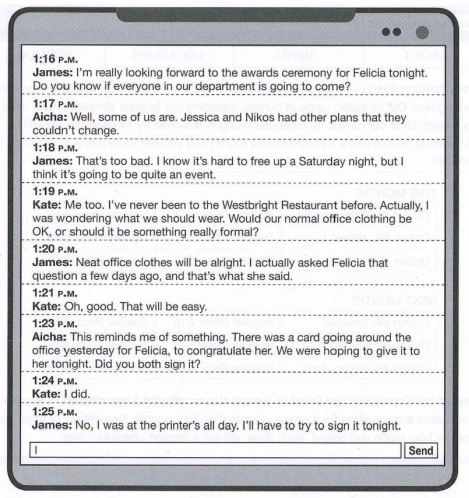 1:16 P.M.
James: I'm really looking forward to the awards ceremony for Felicia tonight.
Do you know if everyone in our department is going to come?
1:17 P.M.
Aicha: Well, some of us are. Jessica and Nikos had other plans that they
couldn't change.
1:18 P.M.
James: That's too bad. I know it's hard to free up a Saturday night, but I
think it's going to be quite an event.
1:19 P.M.
Kate: Me too. I've never been to the Westbright Restaurant before. Actually, I
was wondering what we should wear. Would our normal office clothing be
OK, or should it be something really formal?
1:20 P.M.
James: Neat office clothes will be alright. I actually asked Felicia that
question a few days ago, and that's what she said.
1:21 P.M.
Kate: Oh, good. That will be easy.
1:23 P.M.
Aicha: This reminds me of something. There was a card going around the
office yesterday for Felicia, to congratulate her. We were hoping to give it to
her tonight. Did you both sign it?
1:24 P.M.
Kate: I did.
1:25 P.M.
James: No, I was at the printer's all day. I'll have to try to sign it tonight.
Send